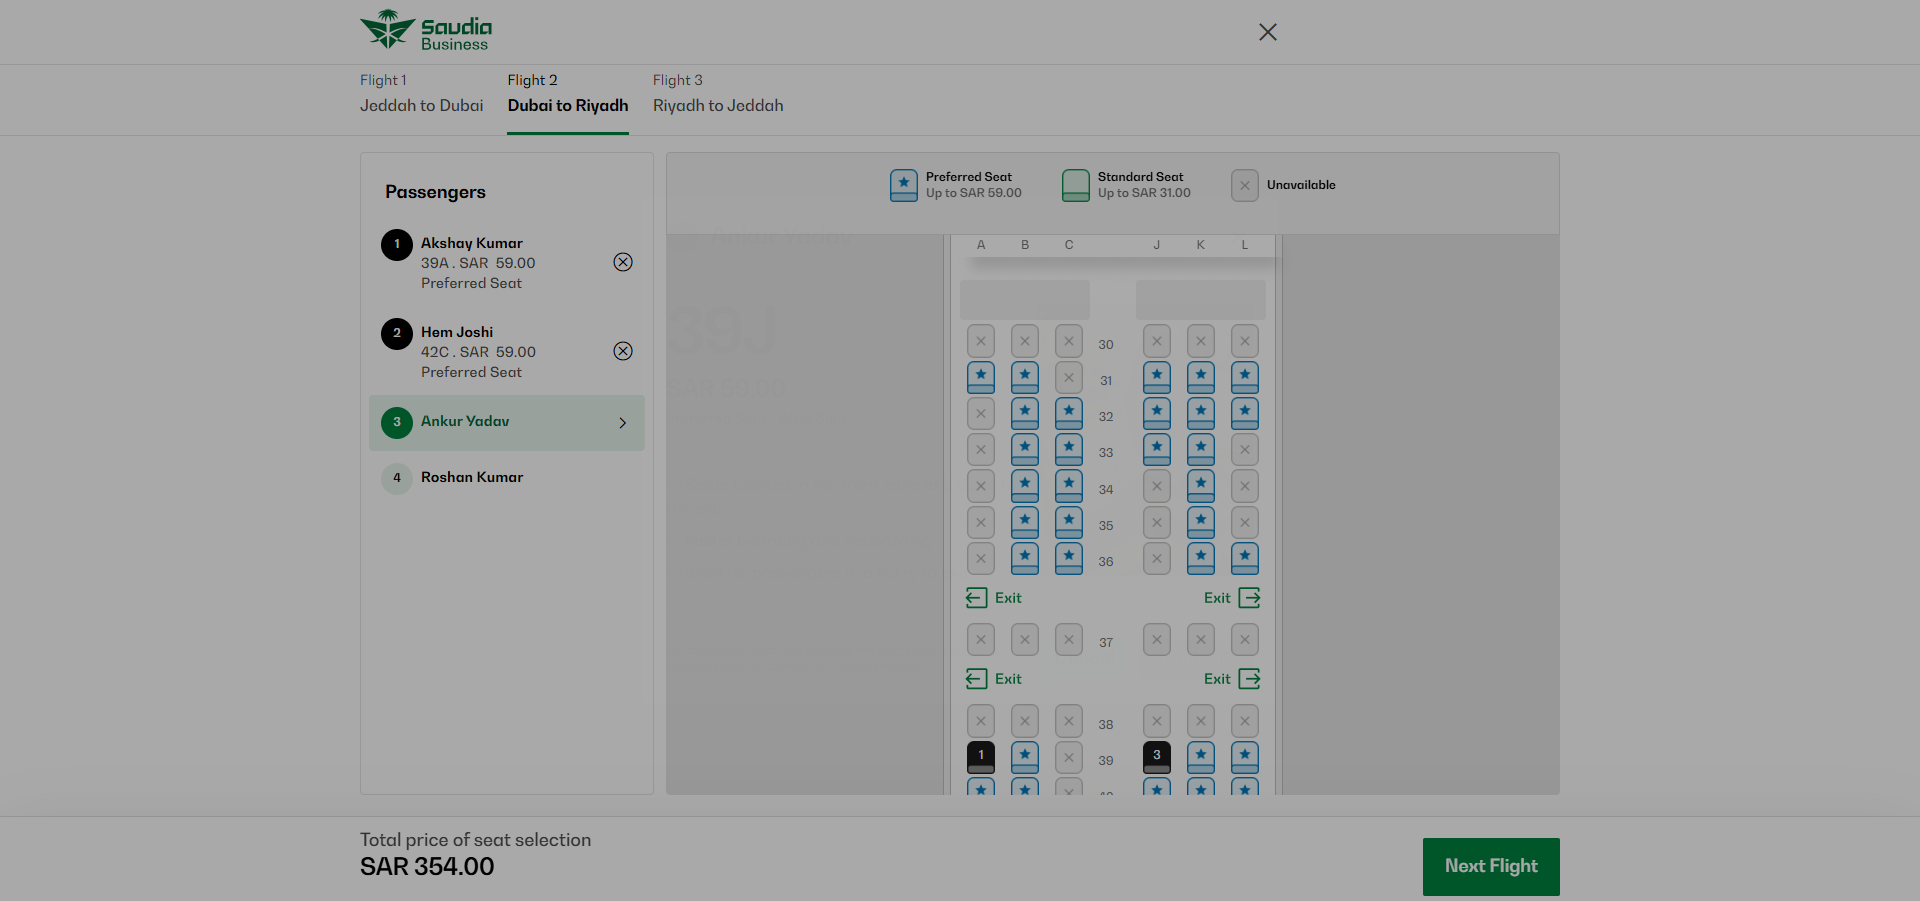 Saudia
Business
Flight 1
Jeddah to Dubai
Flight 2
Dubai to Riyadh
Flight 3
Riyadh to Jeddah
Passengers
1
Akshay Kumar
39A . SAR 59.00
Preferred Seat
2
Hem Joshi
42C . SAR 59.00
Preferred Seat
3
Ankur Yadav
4
Roshan Kumar
Preferred Seat
Up to SAR 59.00
Standard Seat
Up to SAR 31.00
Unavailable
39J
SAR 59.00
A B C J K L
30
31
32
33
34
35
36
Exit Exit
37
Exit Exit
38
1 39 3
Total price of seat selection
SAR 354.00
Next Flight